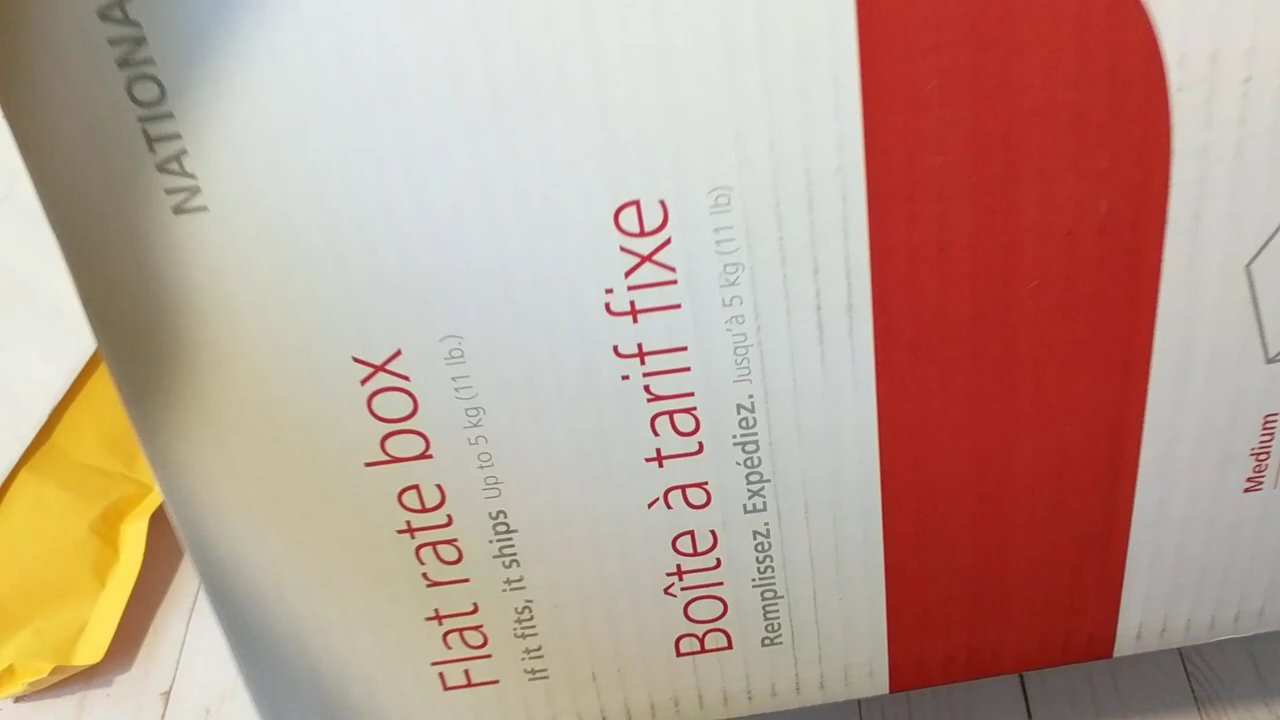 NATIONA
Flat rate box
If it fits, it ships Up to 5 kg (11 lb.)
Boîte à tarif fixe
Remplissez. Expédiez. Jusqu'à 5 kg (11 lb)
Medium